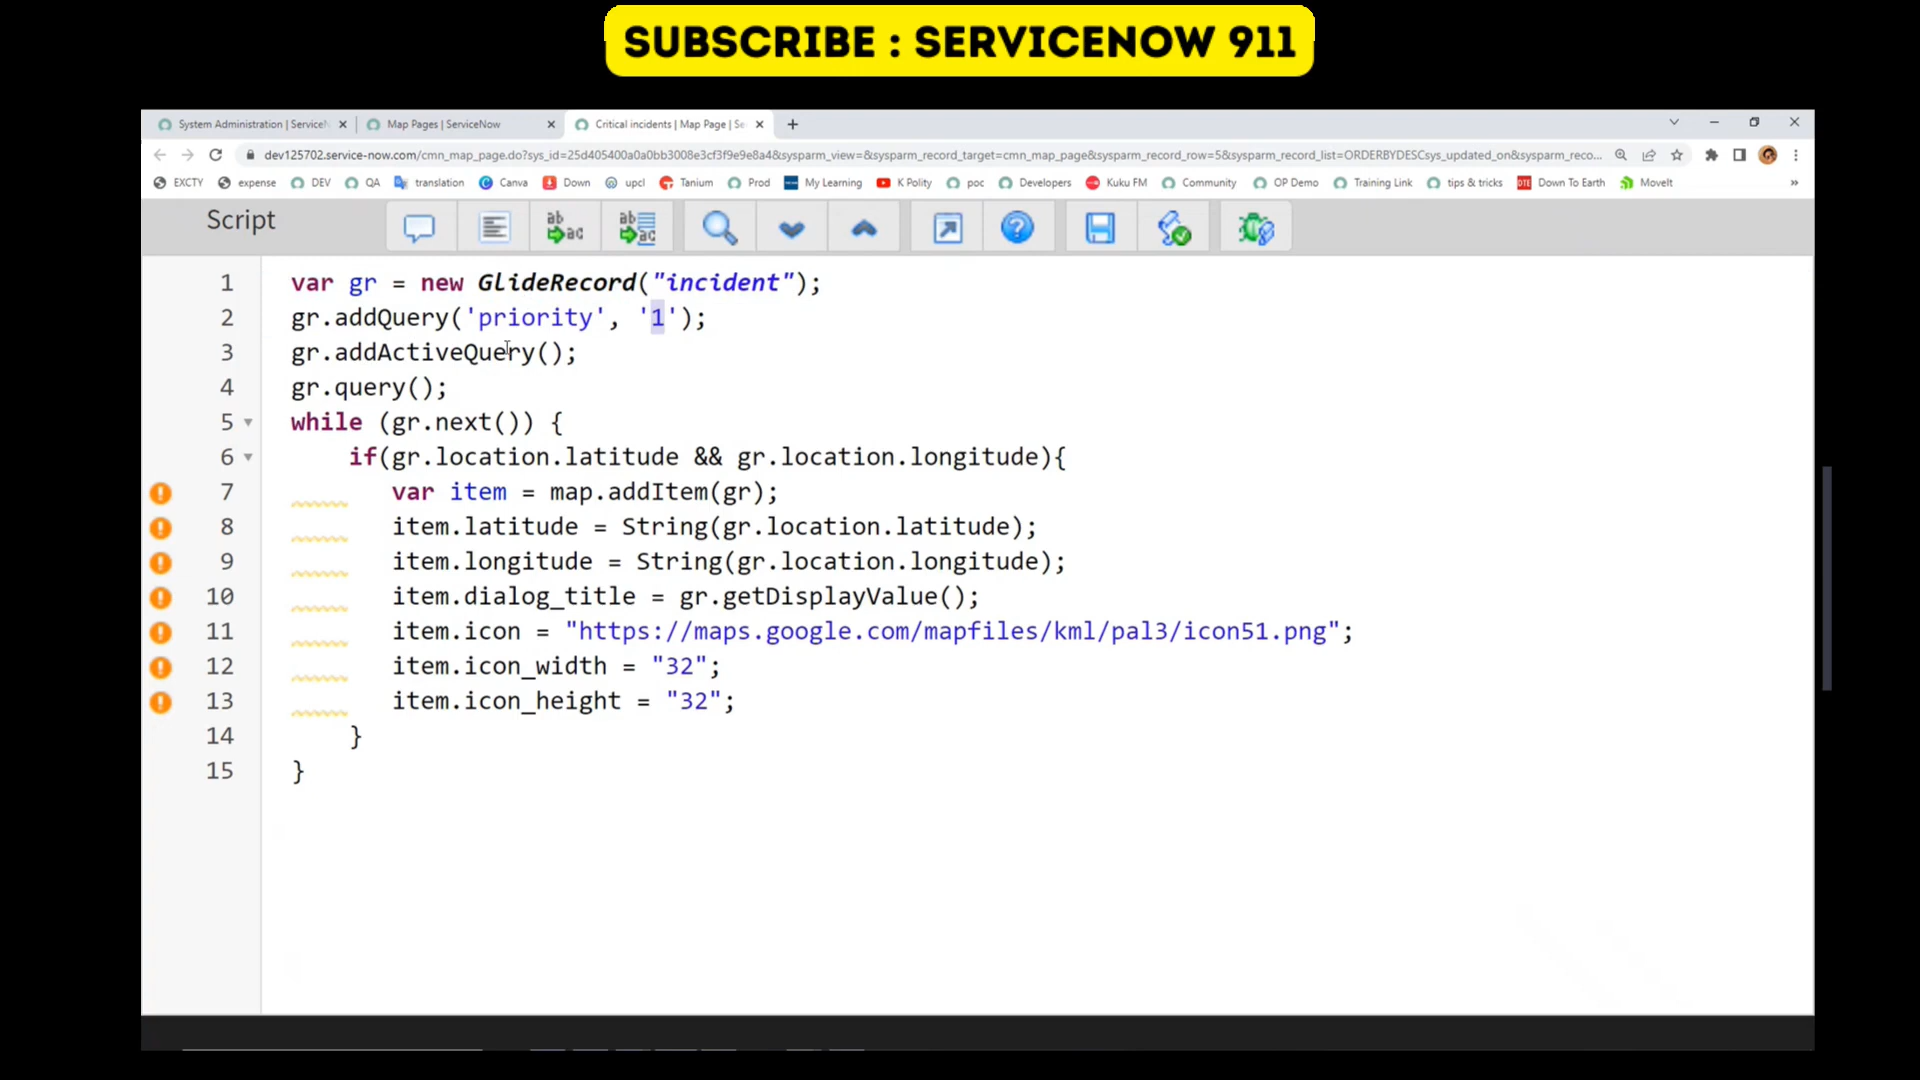 SUBSCRIBE : SERVICENOW 911
System Administration | ServiceN
Map Pages | ServiceNow
Critical incidents | Map Page | Se
dev125702.service-now.com/cmn_map_page.do?sys_id=25d405400a0a0bb3008e3cf3f9e9e8a4&sysparm_view=&sysparm_record_target=cmn_map_page&sysparm_record_row=5&sysparm_record_list=ORDERBYDESCsys_updated_on&sysparm_reco...
EXCTY expense DEV QA translation Canva Down upcl Tanium Prod My Learning K Polity poc Developers Kuku FM Community OP Demo Training Link tips & tricks DTE Down To Earth MoveIt »
Script
1 var gr = new GlideRecord("incident");
2 gr.addQuery('priority', '1');
3 gr.addActiveQuery();
4 gr.query();
5 while (gr.next()) {
6 if(gr.location.latitude && gr.location.longitude){
7 var item = map.addItem(gr);
8 item.latitude = String(gr.location.latitude);
9 item.longitude = String(gr.location.longitude);
10 item.dialog_title = gr.getDisplayValue();
11 item.icon = "https://maps.google.com/mapfiles/kml/pal3/icon51.png";
12 item.icon_width = "32";
13 item.icon_height = "32";
14 }
15 }